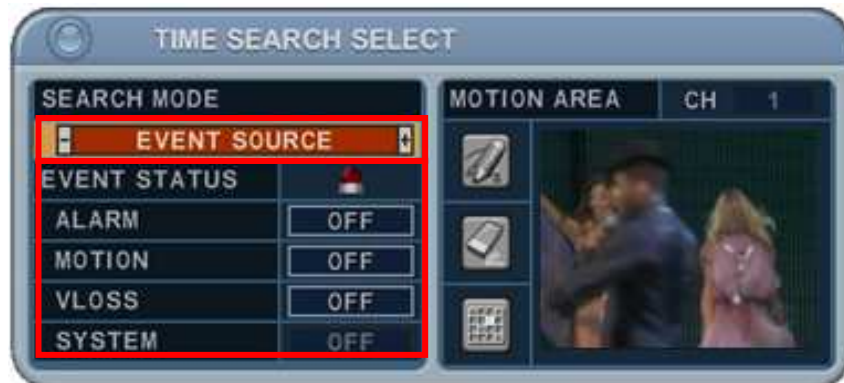 TIME SEARCH SELECT
SEARCH MODE
- EVENT SOURCE +
EVENT STATUS
ALARM OFF
MOTION OFF
VLOSS OFF
SYSTEM OFF
MOTION AREA CH 1